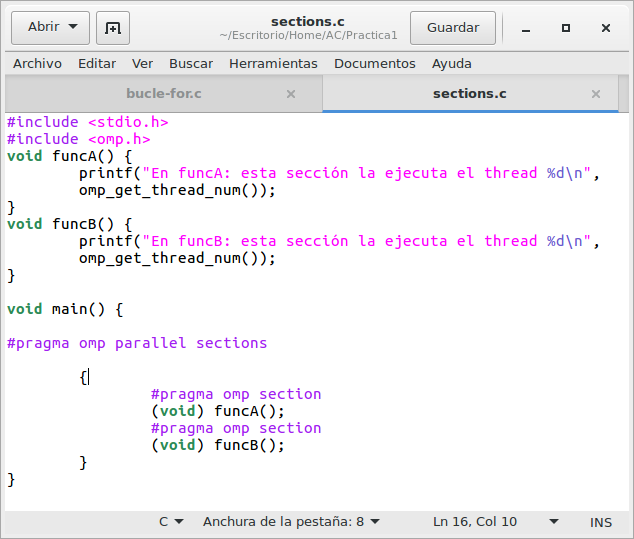 Abrir
sections.c
~/Escritorio/Home/AC/Practica1
Guardar
Archivo Editar Ver Buscar Herramientas Documentos Ayuda
bucle-for.c
sections.c
#include <stdio.h>
#include <omp.h>
void funcA() {
        printf("En funcA: esta sección la ejecuta el thread %d\n",
        omp_get_thread_num());
}
void funcB() {
        printf("En funcB: esta sección la ejecuta el thread %d\n",
        omp_get_thread_num());
}

void main() {

#pragma omp parallel sections

        {
                #pragma omp section
                (void) funcA();
                #pragma omp section
                (void) funcB();
        }
}
C Anchura de la pestaña: 8 Ln 16, Col 10 INS